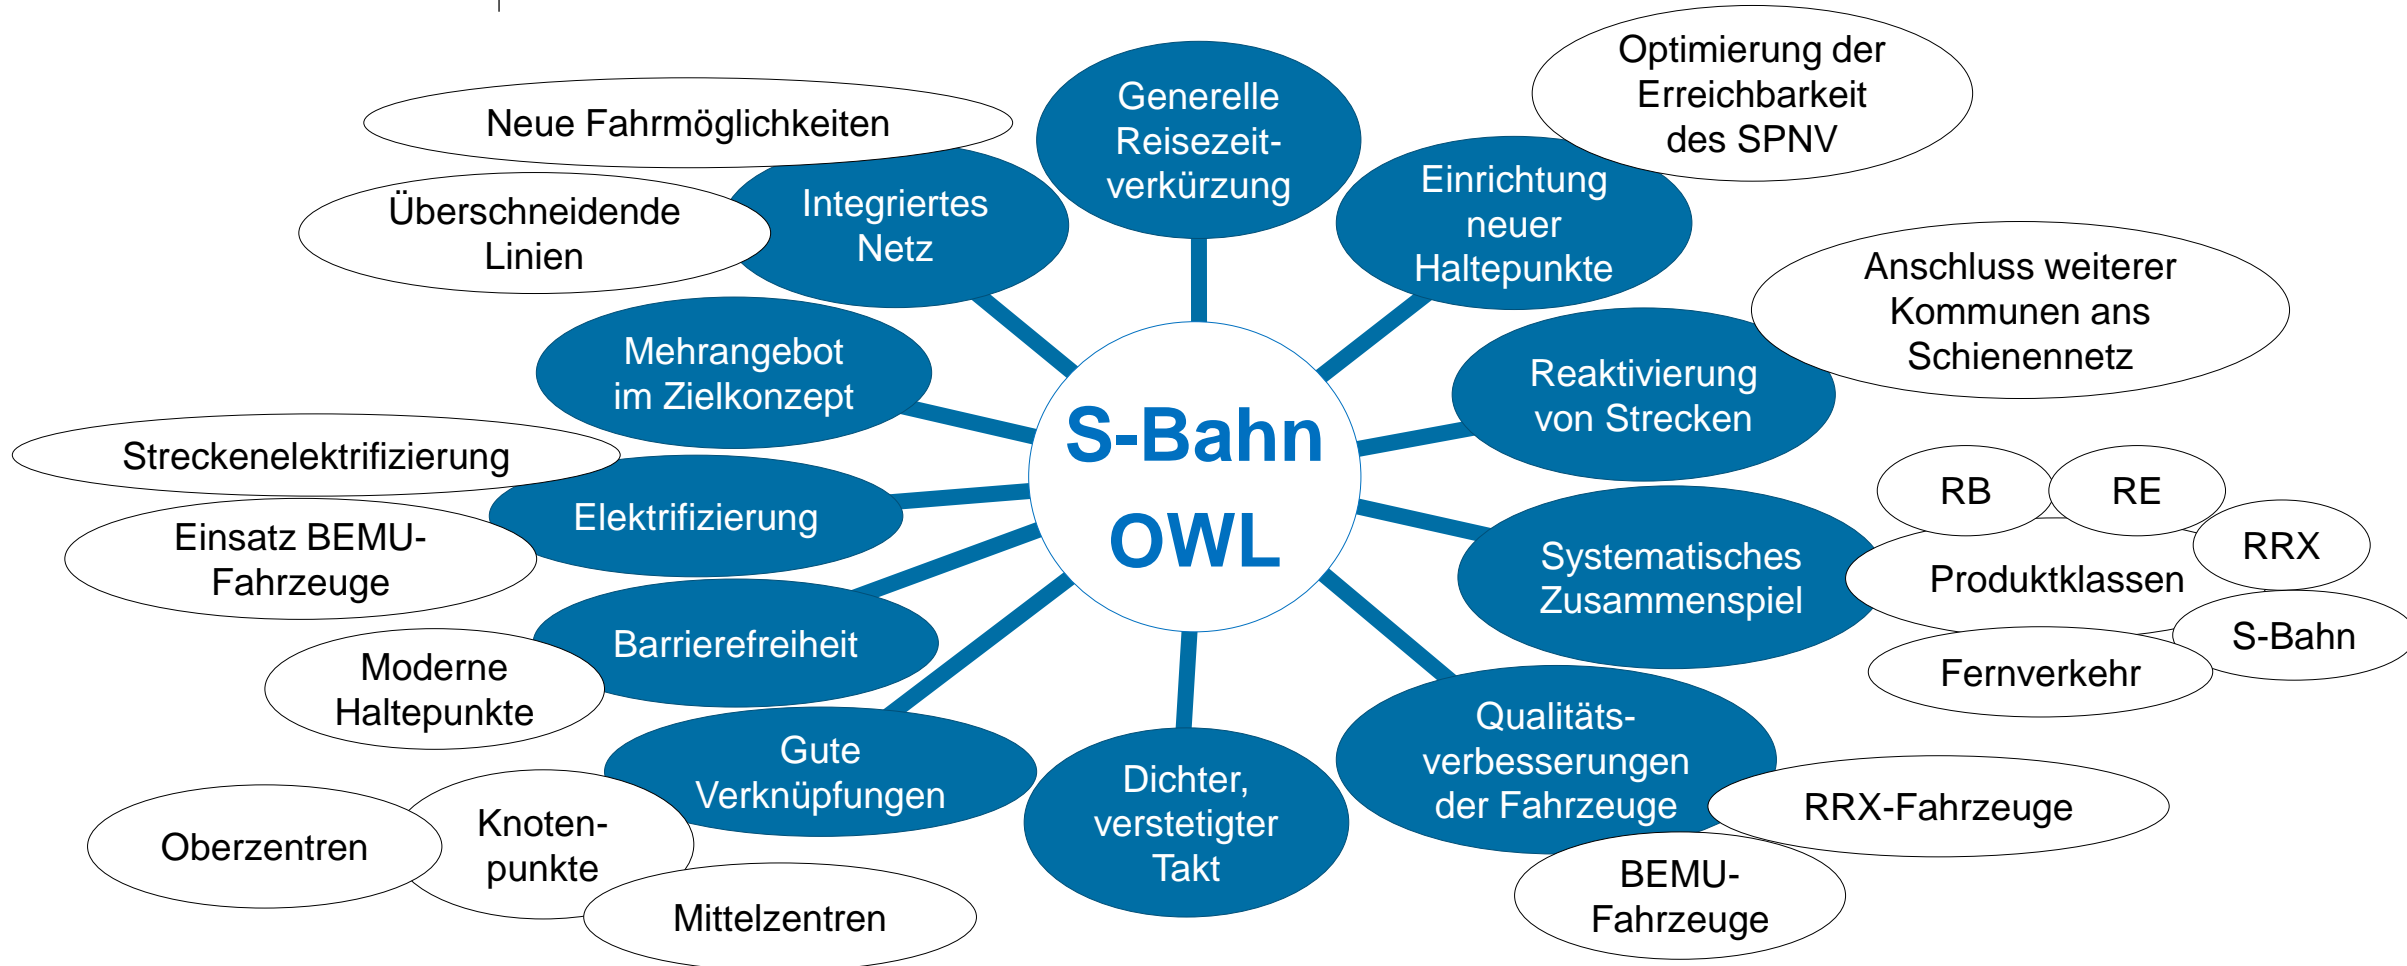 Generelle
Reisezeit-
verkürzung
Optimierung der
Erreichbarkeit
des SPNV
Einrichtung
neuer
Haltepunkte
Anschluss weiterer
Kommunen ans
Schienennetz
Reaktivierung
von Strecken
RB
RE
RRX
S-Bahn
Fernverkehr
Produktklassen
Systematisches
Zusammenspiel
Qualitäts-
verbesserungen
der Fahrzeuge
RRX-Fahrzeuge
BEMU-
Fahrzeuge
Dichter,
verstetigter
Takt
Gute
Verknüpfungen
Knoten-
punkte
Mittelzentren
Oberzentren
Barrierefreiheit
Moderne
Haltepunkte
Elektrifizierung
Einsatz BEMU-
Fahrzeuge
Streckenelektrifizierung
Mehrangebot
im Zielkonzept
Integriertes
Netz
Überschneidende
Linien
Neue Fahrmöglichkeiten
S-Bahn
OWL